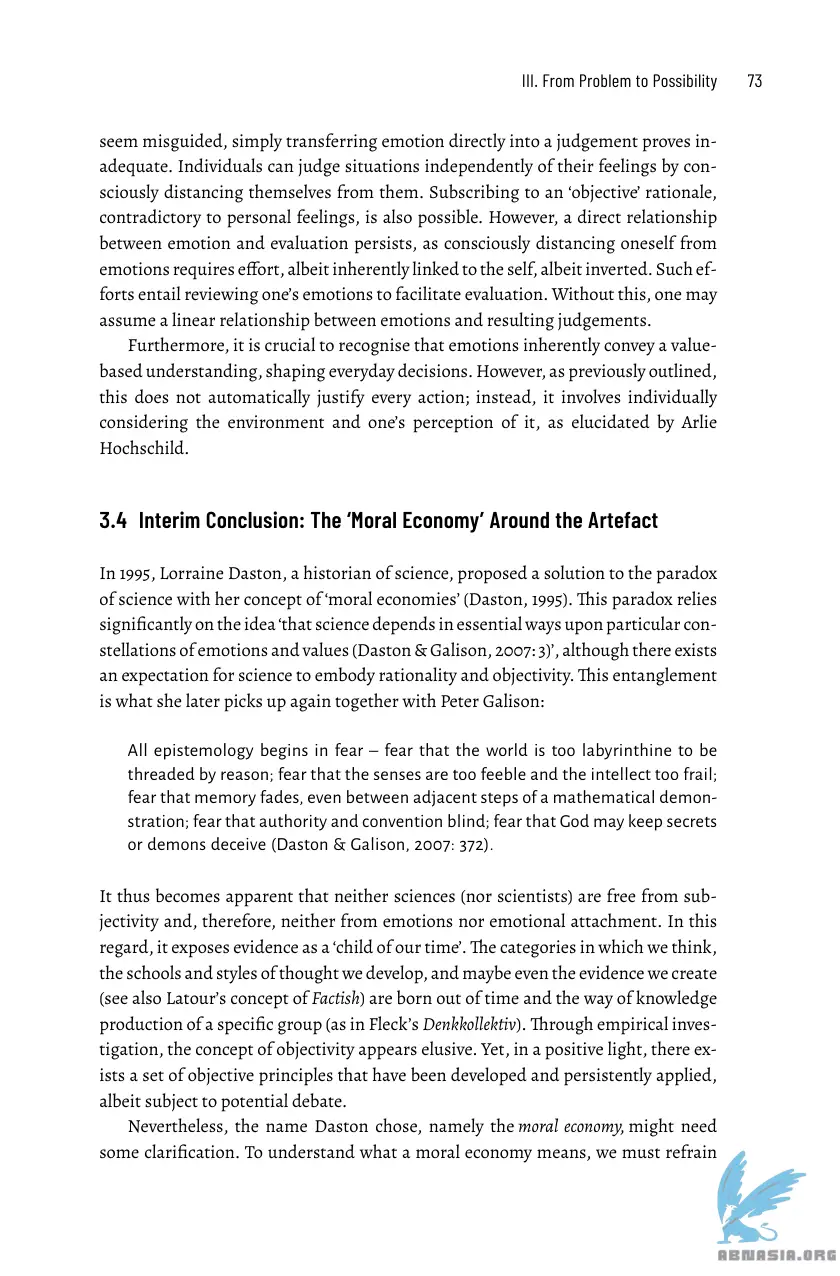 III. From Problem to Possibility 73
seem misguided, simply transferring emotion directly into a judgement proves in-
adequate. Individuals can judge situations independently of their feelings by con-
sciously distancing themselves from them. Subscribing to an ‘objective’ rationale,
contradictory to personal feelings, is also possible. However, a direct relationship
between emotion and evaluation persists, as consciously distancing oneself from
emotions requires effort, albeit inherently linked to the self, albeit inverted. Such ef-
forts entail reviewing one’s emotions to facilitate evaluation. Without this, one may
assume a linear relationship between emotions and resulting judgements.
Furthermore, it is crucial to recognise that emotions inherently convey a value-
based understanding, shaping everyday decisions. However, as previously outlined,
this does not automatically justify every action; instead, it involves individually
considering the environment and one’s perception of it, as elucidated by Arlie
Hochschild.
3.4 Interim Conclusion: The ‘Moral Economy’ Around the Artefact
In 1995, Lorraine Daston, a historian of science, proposed a solution to the paradox
of science with her concept of ‘moral economies’ (Daston, 1995). This paradox relies
significantly on the idea ‘that science depends in essential ways upon particular con-
stellations of emotions and values (Daston & Galison, 2007: 3)’, although there exists
an expectation for science to embody rationality and objectivity. This entanglement
is what she later picks up again together with Peter Galison:
All epistemology begins in fear – fear that the world is too labyrinthine to be
threaded by reason; fear that the senses are too feeble and the intellect too frail;
fear that memory fades, even between adjacent steps of a mathematical demon-
stration; fear that authority and convention blind; fear that God may keep secrets
or demons deceive (Daston & Galison, 2007: 372).
It thus becomes apparent that neither sciences (nor scientists) are free from sub-
jectivity and, therefore, neither from emotions nor emotional attachment. In this
regard, it exposes evidence as a ‘child of our time’. The categories in which we think,
the schools and styles of thought we develop, and maybe even the evidence we create
(see also Latour’s concept of Factish) are born out of time and the way of knowledge
production of a specific group (as in Fleck’s Denkkollektiv). Through empirical inves-
tigation, the concept of objectivity appears elusive. Yet, in a positive light, there ex-
ists a set of objective principles that have been developed and persistently applied,
albeit subject to potential debate.
Nevertheless, the name Daston chose, namely the moral economy, might need
some clarification. To understand what a moral economy means, we must refrain
ABNASIA.ORG